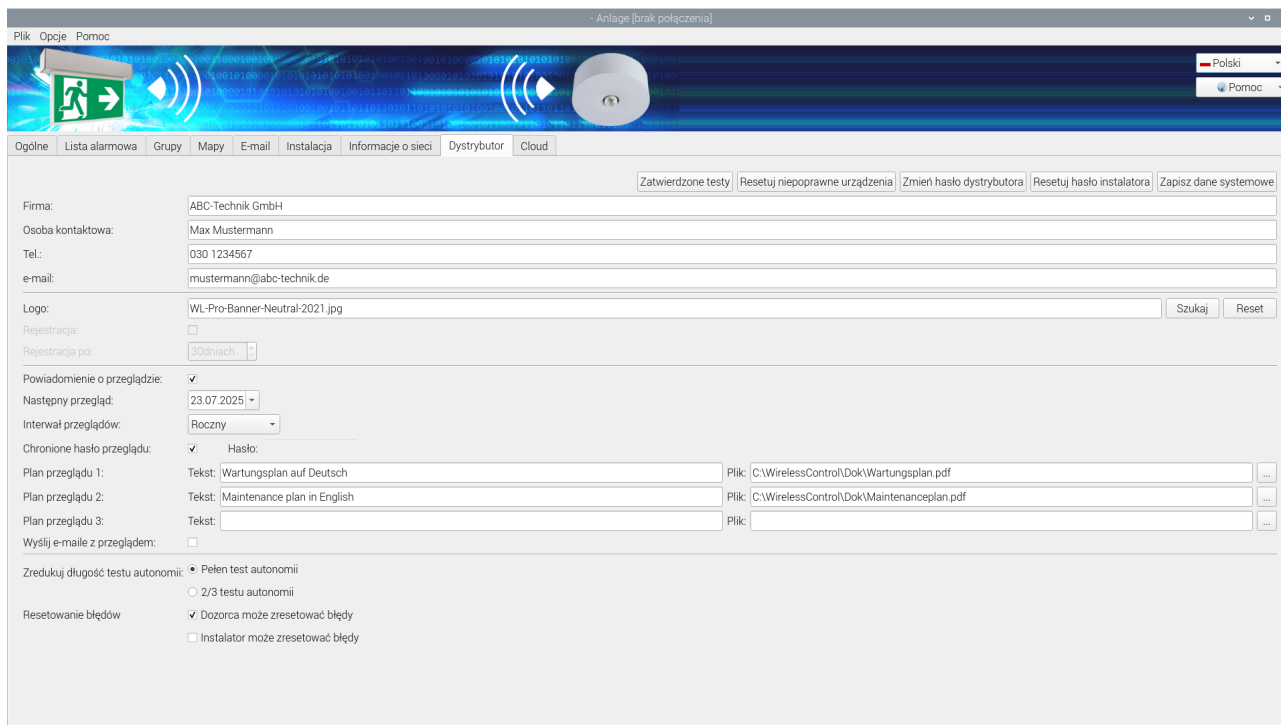 - Anlage [brak połączenia]
Plik Opcje Pomoc
Polski
Pomoc
Ogólne Lista alarmowa Grupy Mapy E-mail Instalacja Informacje o sieci Dystrybutor Cloud
Zatwierdzone testy Resetuj niepoprawne urządzenia Zmień hasło dystrybutora Resetuj hasło instalatora Zapisz dane systemowe
Firma: ABC-Technik GmbH
Osoba kontaktowa: Max Mustermann
Tel.: 030 1234567
e-mail: mustermann@abc-technik.de
Logo: WL-Pro-Banner-Neutral-2021.jpg Szukaj Reset
Rejestracja:
Rejestracja po: 30dniach
Powiadomienie o przeglądzie:
Następny przegląd: 23.07.2025
Interwał przeglądów: Roczny
Chronione hasło przeglądu: Hasło:
Plan przeglądu 1: Tekst: Wartungsplan auf Deutsch Plik: C:\WirelessControl\Dok\Wartungsplan.pdf ...
Plan przeglądu 2: Tekst: Maintenance plan in English Plik: C:\WirelessControl\Dok\Maintenanceplan.pdf ...
Plan przeglądu 3: Tekst: Plik: ...
Wyślij e-maile z przeglądem:
Zredukuj długość testu autonomii: Pełen test autonomii
2/3 testu autonomii
Resetowanie błędów Dozorca może zresetować błędy
Instalator może zresetować błędy